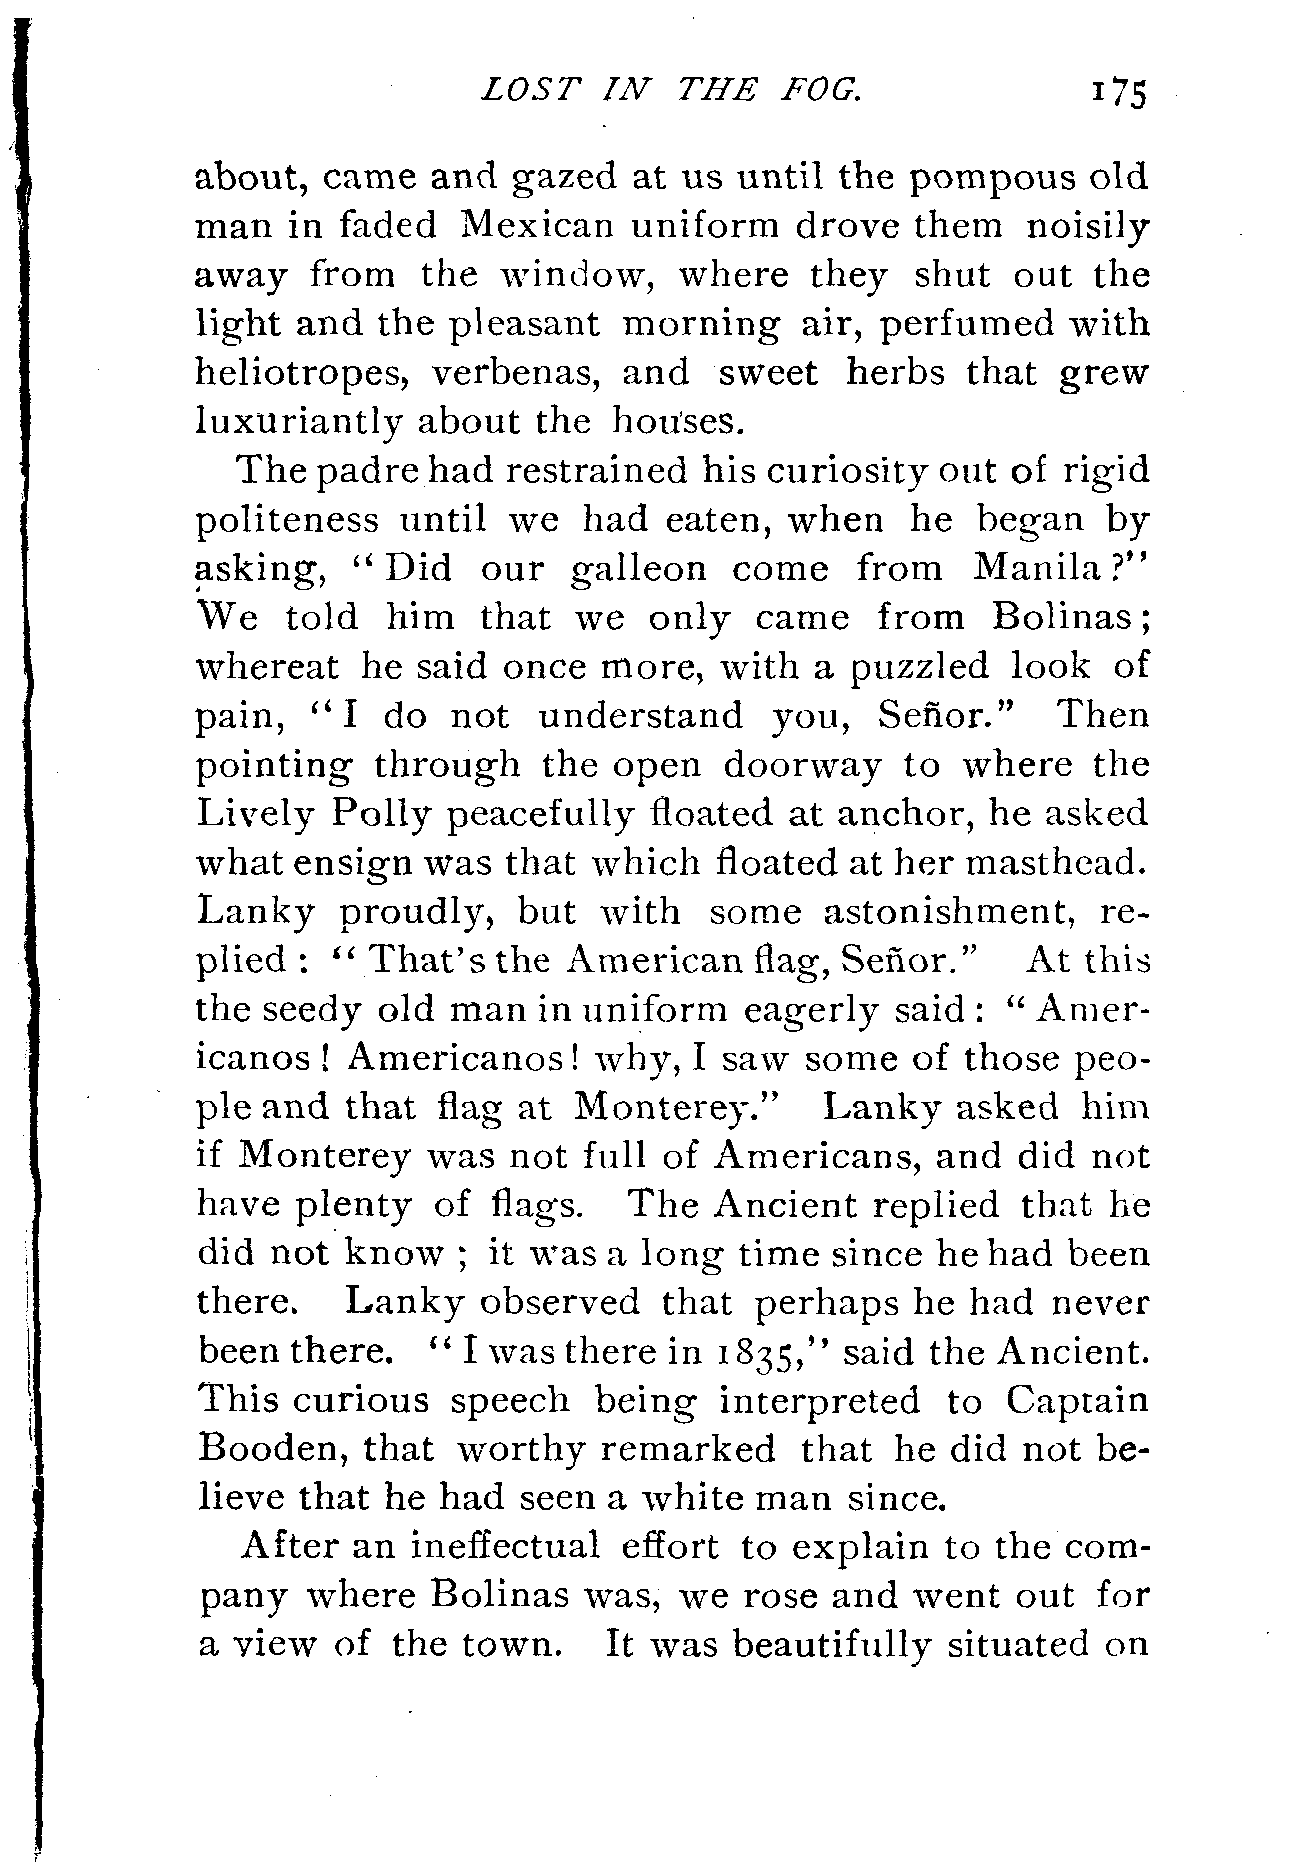 LOST IN THE FOG. 175
about, came and gazed at us until the pompous old
man in faded Mexican uniform drove them noisily
away from the window, where they shut out the
light and the pleasant morning air, perfumed with
heliotropes, verbenas, and sweet herbs that grew
luxuriantly about the houses.
The padre had restrained his curiosity out of rigid
politeness until we had eaten, when he began by
asking, “Did our galleon come from Manila?”
We told him that we only came from Bolinas;
whereat he said once more, with a puzzled look of
pain, “I do not understand you, Señor.” Then
pointing through the open doorway to where the
Lively Polly peacefully floated at anchor, he asked
what ensign was that which floated at her masthead.
Lanky proudly, but with some astonishment, re-
plied: “That's the American flag, Señor.” At this
the seedy old man in uniform eagerly said: “Amer-
icanos! Americanos! why, I saw some of those peo-
ple and that flag at Monterey.” Lanky asked him
if Monterey was not full of Americans, and did not
have plenty of flags. The Ancient replied that he
did not know; it was a long time since he had been
there. Lanky observed that perhaps he had never
been there. “I was there in 1835,” said the Ancient.
This curious speech being interpreted to Captain
Booden, that worthy remarked that he did not be-
lieve that he had seen a white man since.
After an ineffectual effort to explain to the com-
pany where Bolinas was, we rose and went out for
a view of the town. It was beautifully situated on